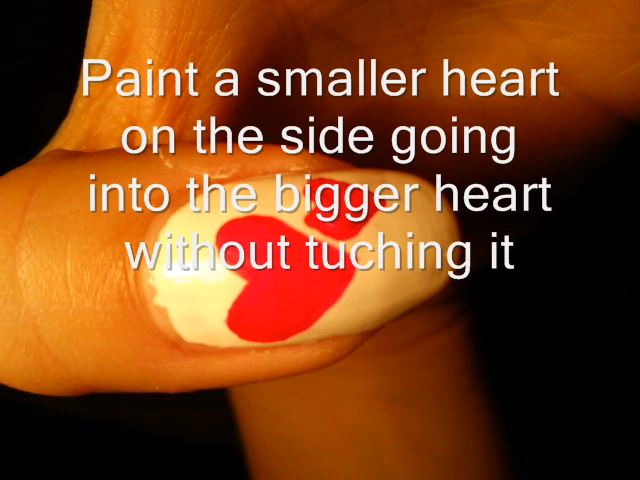 Paint a smaller heart
on the side going
into the bigger heart
without tuching it